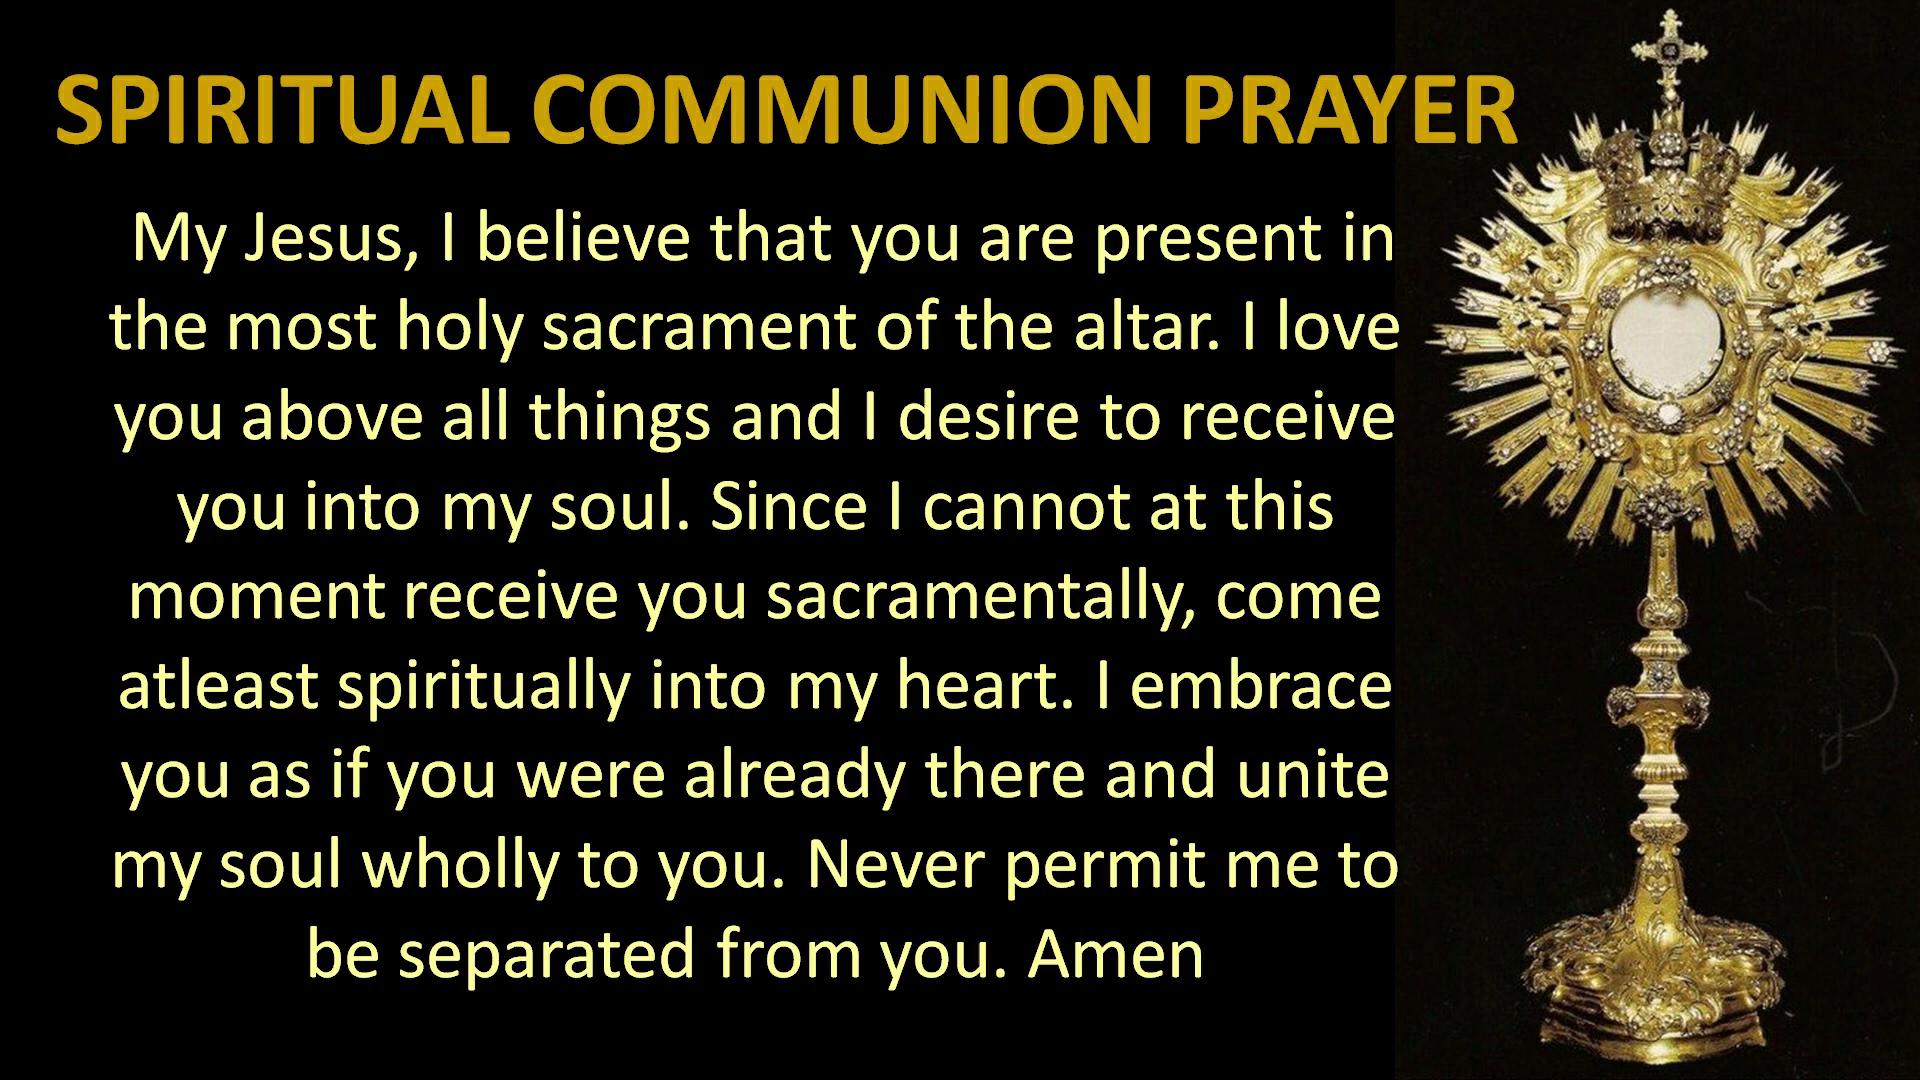 SPIRITUAL COMMUNION PRAYER
My Jesus, I believe that you are present in
the most holy sacrament of the altar. I love
you above all things and I desire to receive
you into my soul. Since I cannot at this
moment receive you sacramentally, come
atleast spiritually into my heart. I embrace
you as if you were already there and unite
my soul wholly to you. Never permit me to
be separated from you. Amen